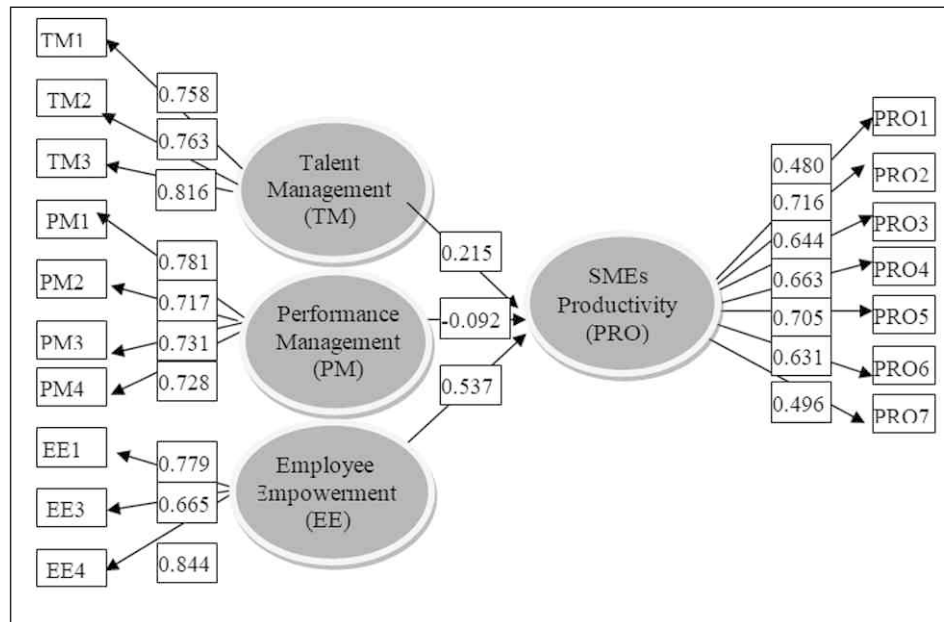 TM1
TM2
TM3
PM1
PM2
PM3
PM4
EE1
EE3
EE4
0.758
0.763
0.816
0.781
0.717
0.731
0.728
0.779
0.665
0.844
Talent
Management
(TM)
Performance
Management
(PM)
Employee
Empowerment
(EE)
0.215
-0.092
0.537
SMEs
Productivity
(PRO)
0.480
0.716
0.644
0.663
0.705
0.631
0.496
PRO1
PRO2
PRO3
PRO4
PRO5
PRO6
PRO7